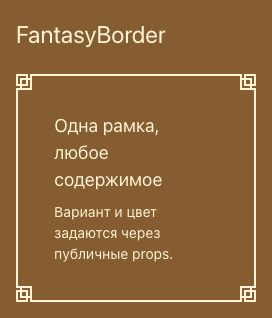 FantasyBorder
Одна рамка,
любое
содержимое
Вариант и цвет
задаются через
публичные props.